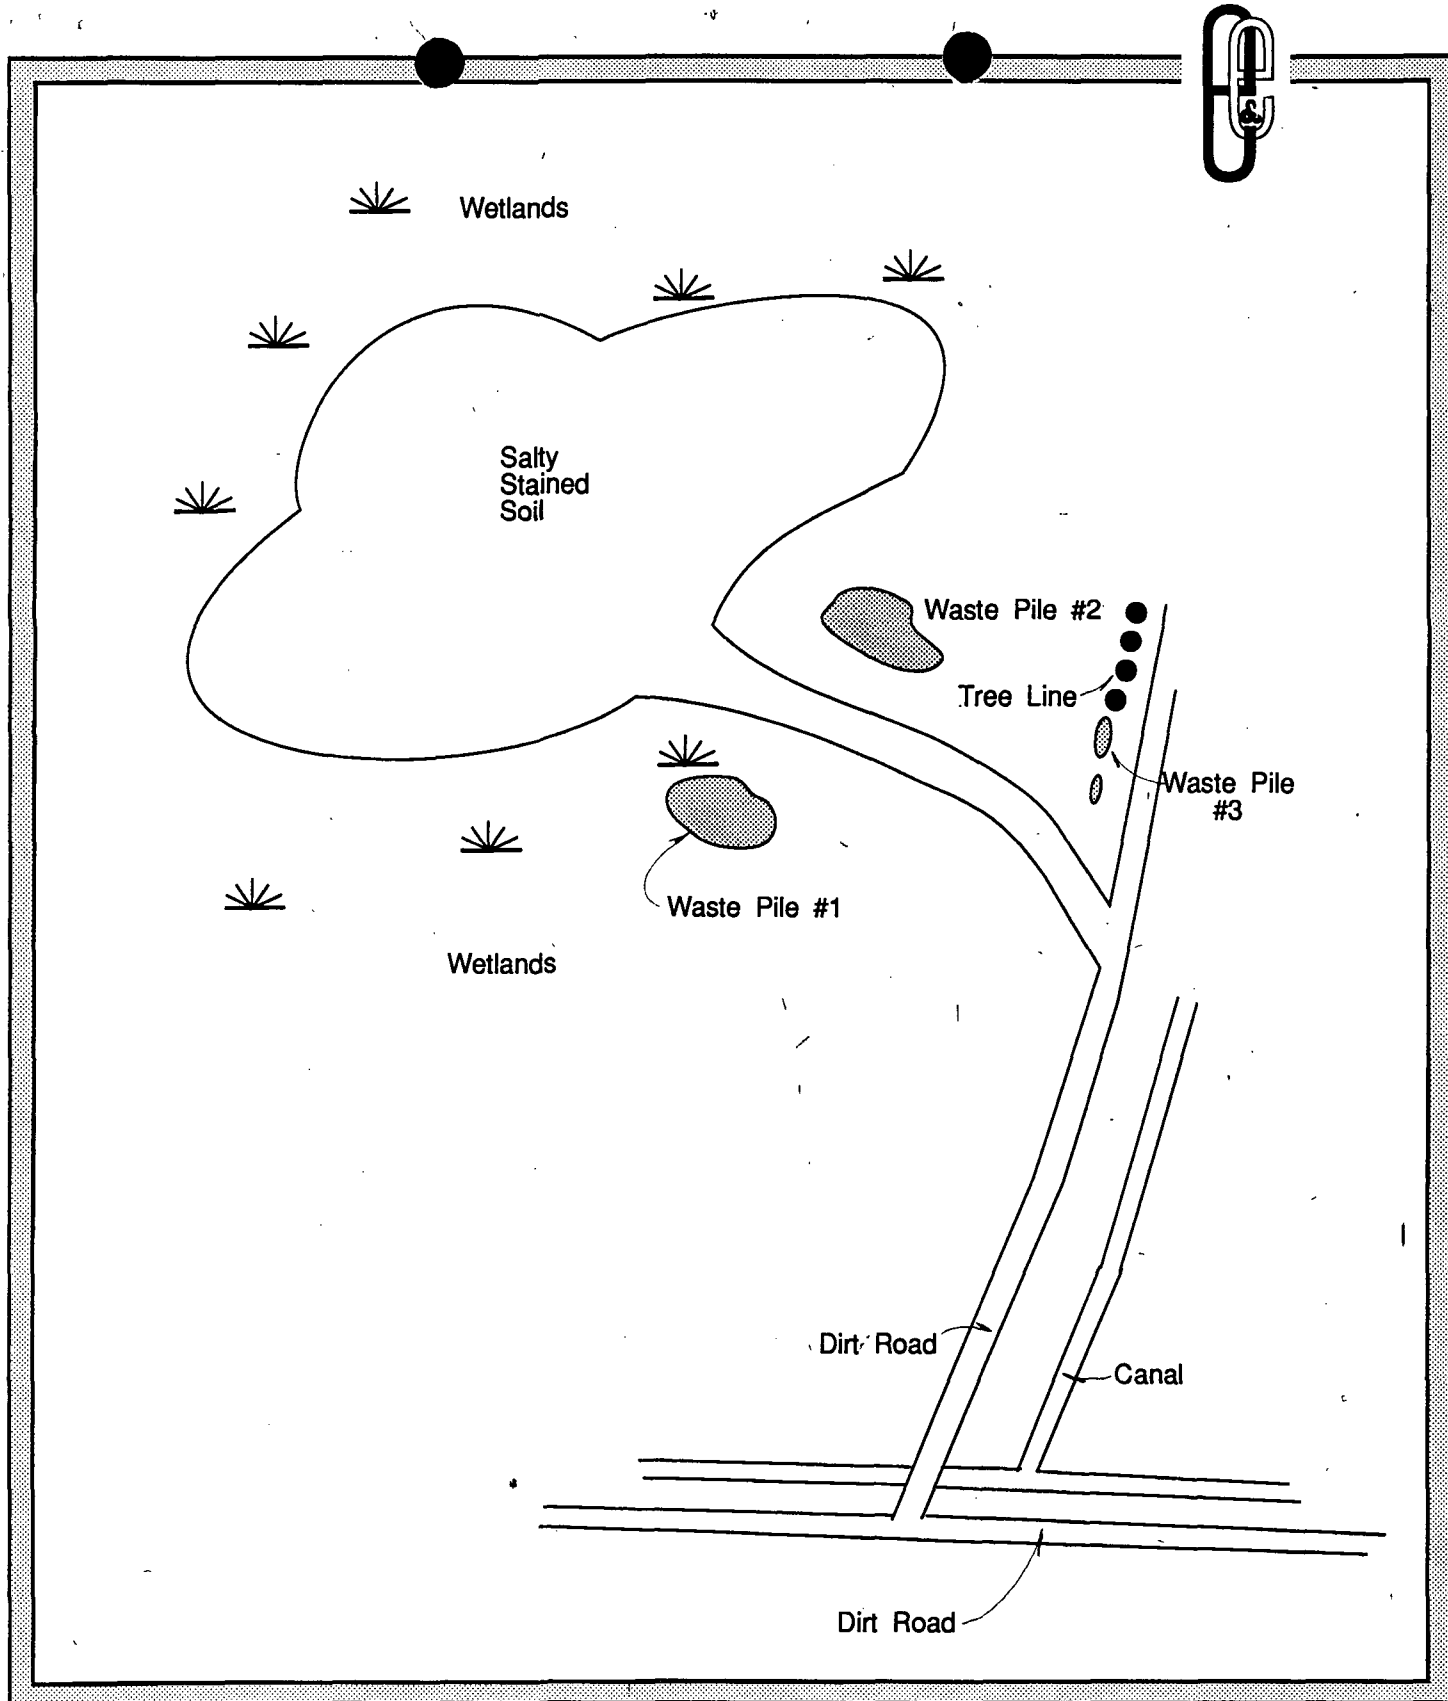 Wetlands
Salty
Stained
Soil
Waste Pile #2
Tree Line
Waste Pile
#3
Waste Pile #1
Wetlands
Dirt Road
Canal
Dirt Road